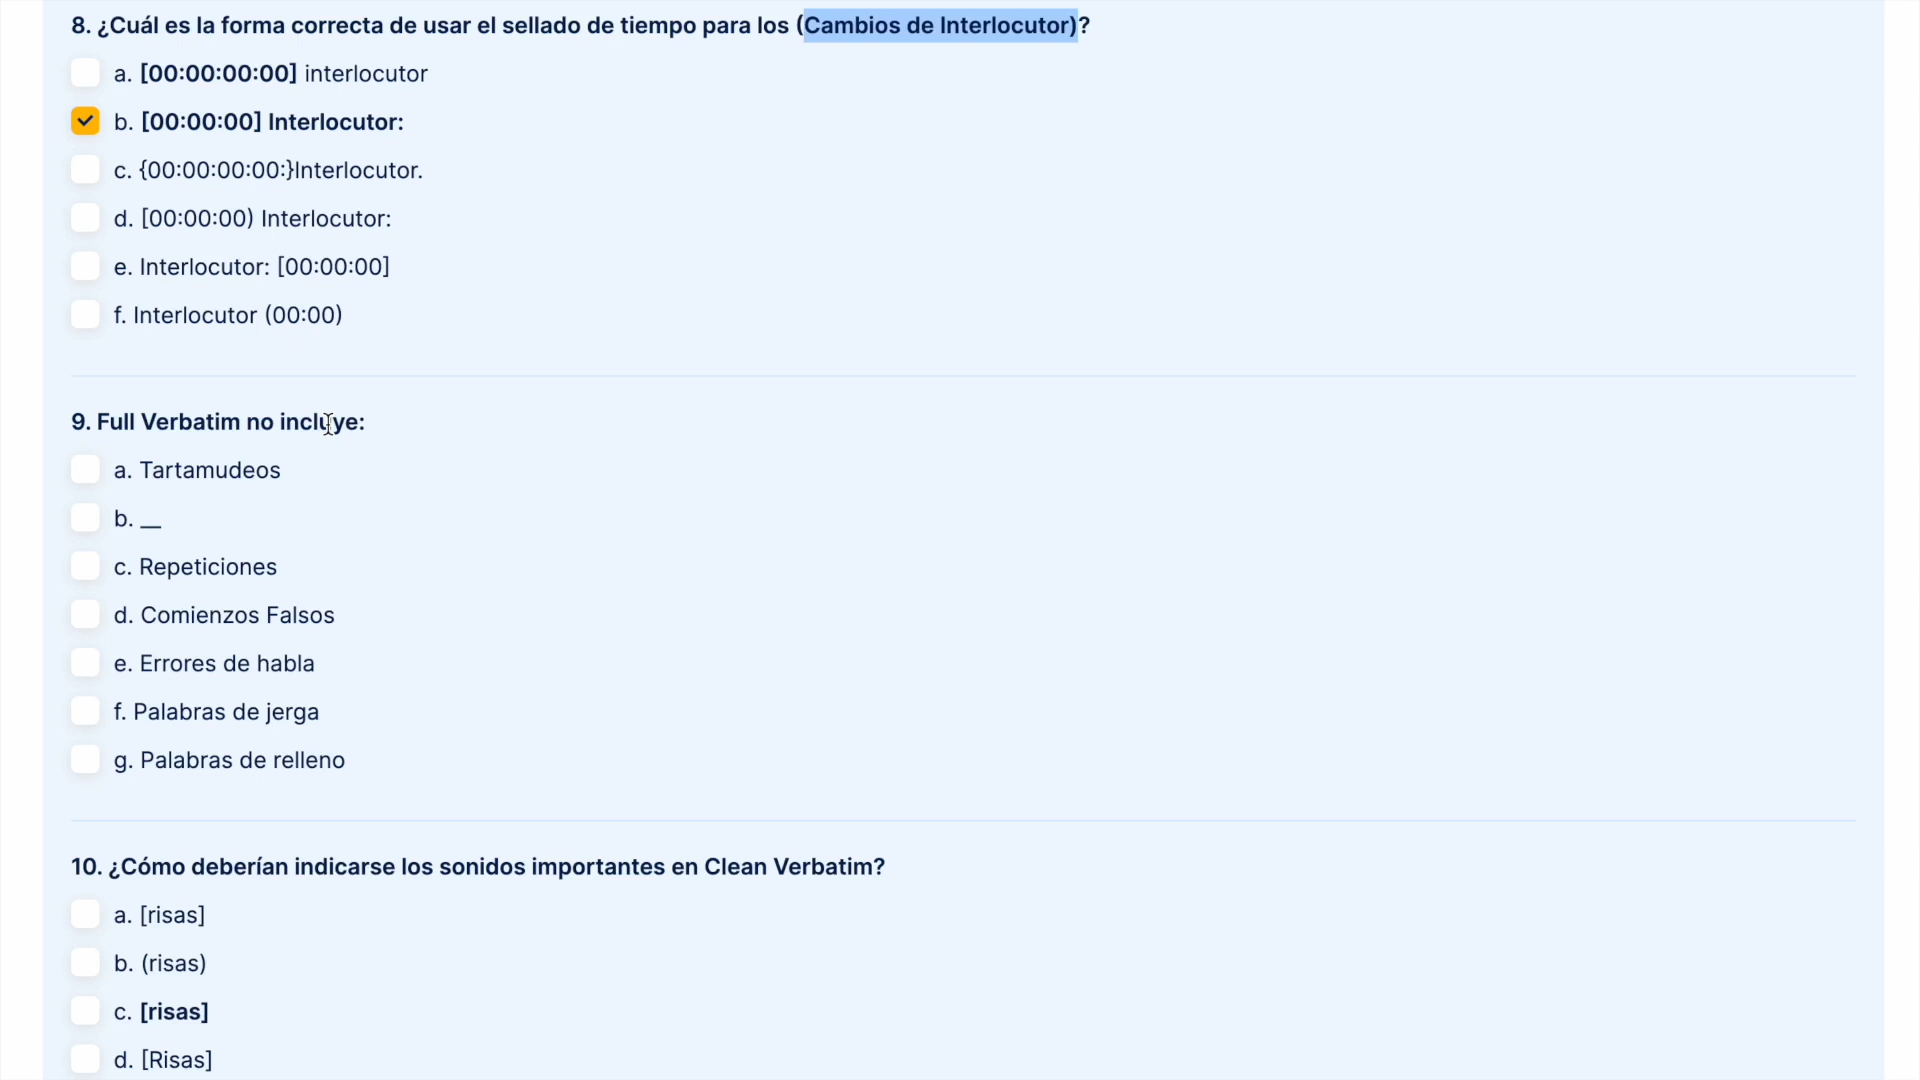 8. ¿Cuál es la forma correcta de usar el sellado de tiempo para los (Cambios de Interlocutor)?
a. [00:00:00:00] interlocutor
b. [00:00:00] Interlocutor:
c. {00:00:00:00:}Interlocutor.
d. [00:00:00) Interlocutor:
e. Interlocutor: [00:00:00]
f. Interlocutor (00:00)
9. Full Verbatim no incluye:
a. Tartamudeos
b. __
c. Repeticiones
d. Comienzos Falsos
e. Errores de habla
f. Palabras de jerga
g. Palabras de relleno
10. ¿Cómo deberían indicarse los sonidos importantes en Clean Verbatim?
a. [risas]
b. (risas)
c. [risas]
d. [Risas]